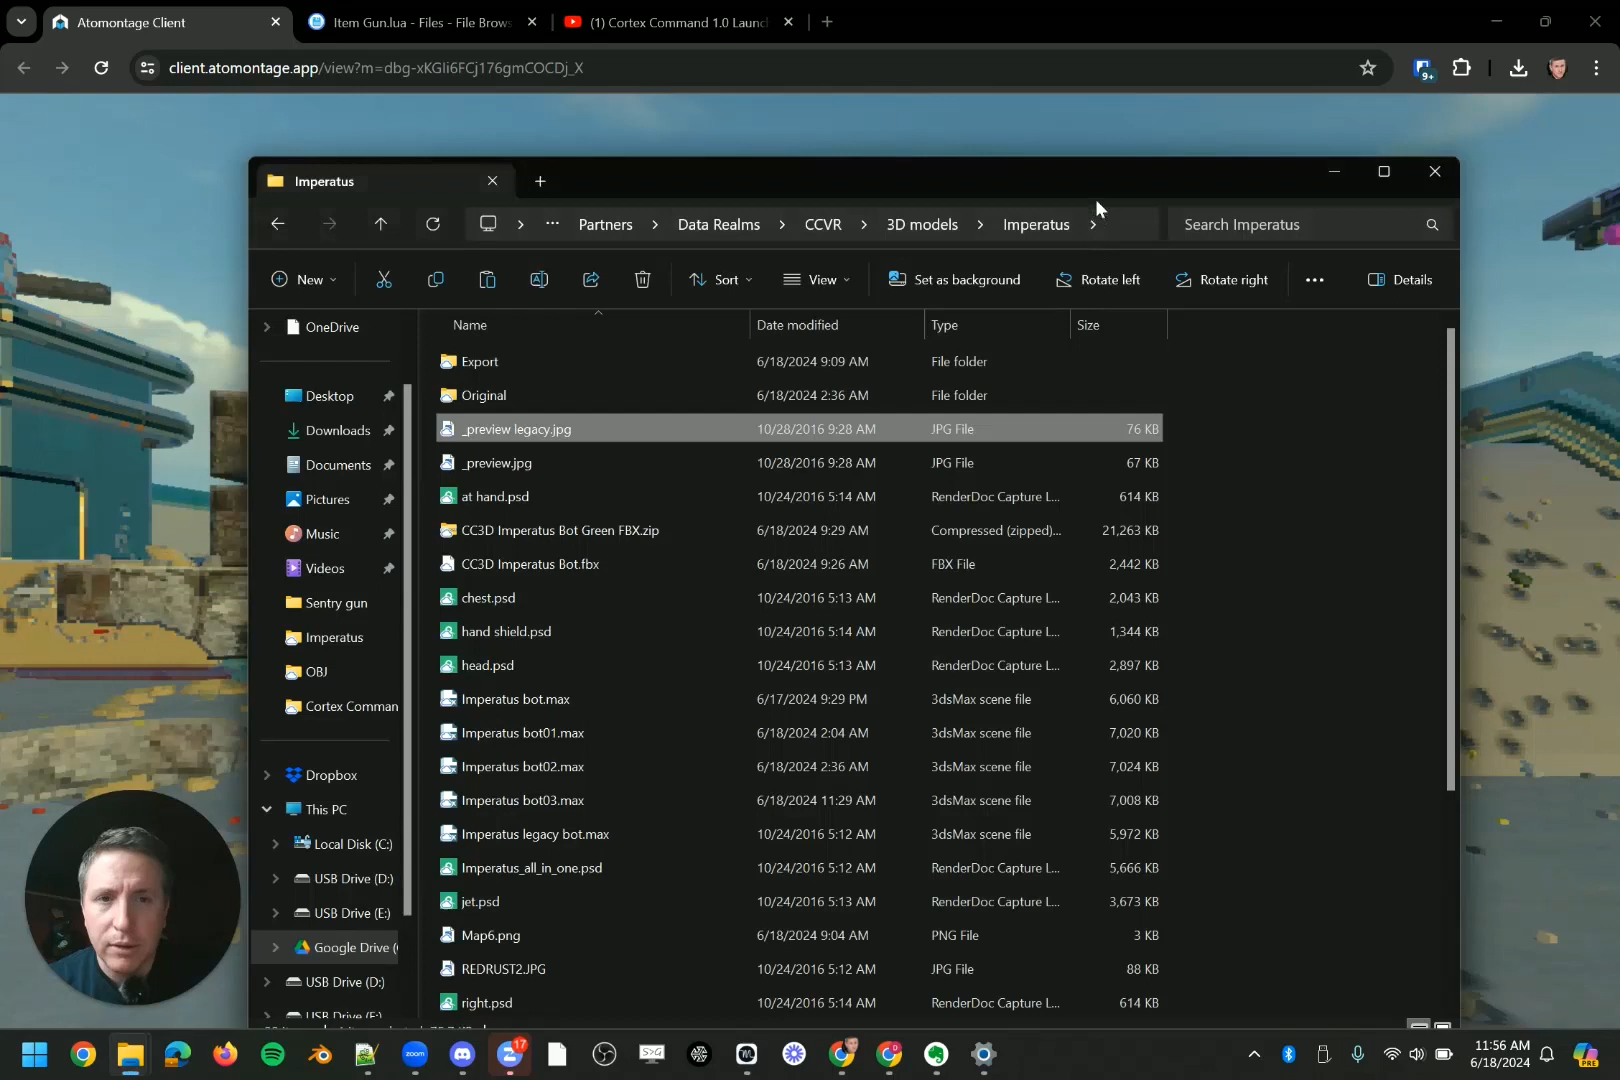 Atomontage Client
Item Gun.lua - Files - File Brows
(1) Cortex Command 1.0 Launc
client.atomontage.app/view?m=dbg-xKGIi6FCj176gmCOCDj_X
9+
Imperatus
Partners > Data Realms > CCVR > 3D models > Imperatus >
Search Imperatus
New
Sort
View
Set as background
Rotate left
Rotate right
Details
Name Date modified Type Size
OneDrive
Desktop
Downloads
Documents
Pictures
Music
Videos
Sentry gun
Imperatus
OBJ
Cortex Comman
Dropbox
This PC
Local Disk (C:)
USB Drive (D:)
USB Drive (E:)
Google Drive (
USB Drive (D:)
USB Drive (E:)
Export 6/18/2024 9:09 AM File folder
Original 6/18/2024 2:36 AM File folder
_preview legacy.jpg 10/28/2016 9:28 AM JPG File 76 KB
_preview.jpg 10/28/2016 9:28 AM JPG File 67 KB
at hand.psd 10/24/2016 5:14 AM RenderDoc Capture L... 614 KB
CC3D Imperatus Bot Green FBX.zip 6/18/2024 9:29 AM Compressed (zipped)... 21,263 KB
CC3D Imperatus Bot.fbx 6/18/2024 9:26 AM FBX File 2,442 KB
chest.psd 10/24/2016 5:13 AM RenderDoc Capture L... 2,043 KB
hand shield.psd 10/24/2016 5:14 AM RenderDoc Capture L... 1,344 KB
head.psd 10/24/2016 5:13 AM RenderDoc Capture L... 2,897 KB
Imperatus bot.max 6/17/2024 9:29 PM 3dsMax scene file 6,060 KB
Imperatus bot01.max 6/18/2024 2:04 AM 3dsMax scene file 7,020 KB
Imperatus bot02.max 6/18/2024 2:36 AM 3dsMax scene file 7,024 KB
Imperatus bot03.max 6/18/2024 11:29 AM 3dsMax scene file 7,008 KB
Imperatus legacy bot.max 10/24/2016 5:12 AM 3dsMax scene file 5,972 KB
Imperatus_all_in_one.psd 10/24/2016 5:12 AM RenderDoc Capture L... 5,666 KB
jet.psd 10/24/2016 5:13 AM RenderDoc Capture L... 3,673 KB
Map6.png 6/18/2024 9:04 AM PNG File 3 KB
REDRUST2.JPG 10/24/2016 5:12 AM JPG File 88 KB
right.psd 10/24/2016 5:14 AM RenderDoc Capture L... 614 KB
zoom
17
11:56 AM
6/18/2024
PRE